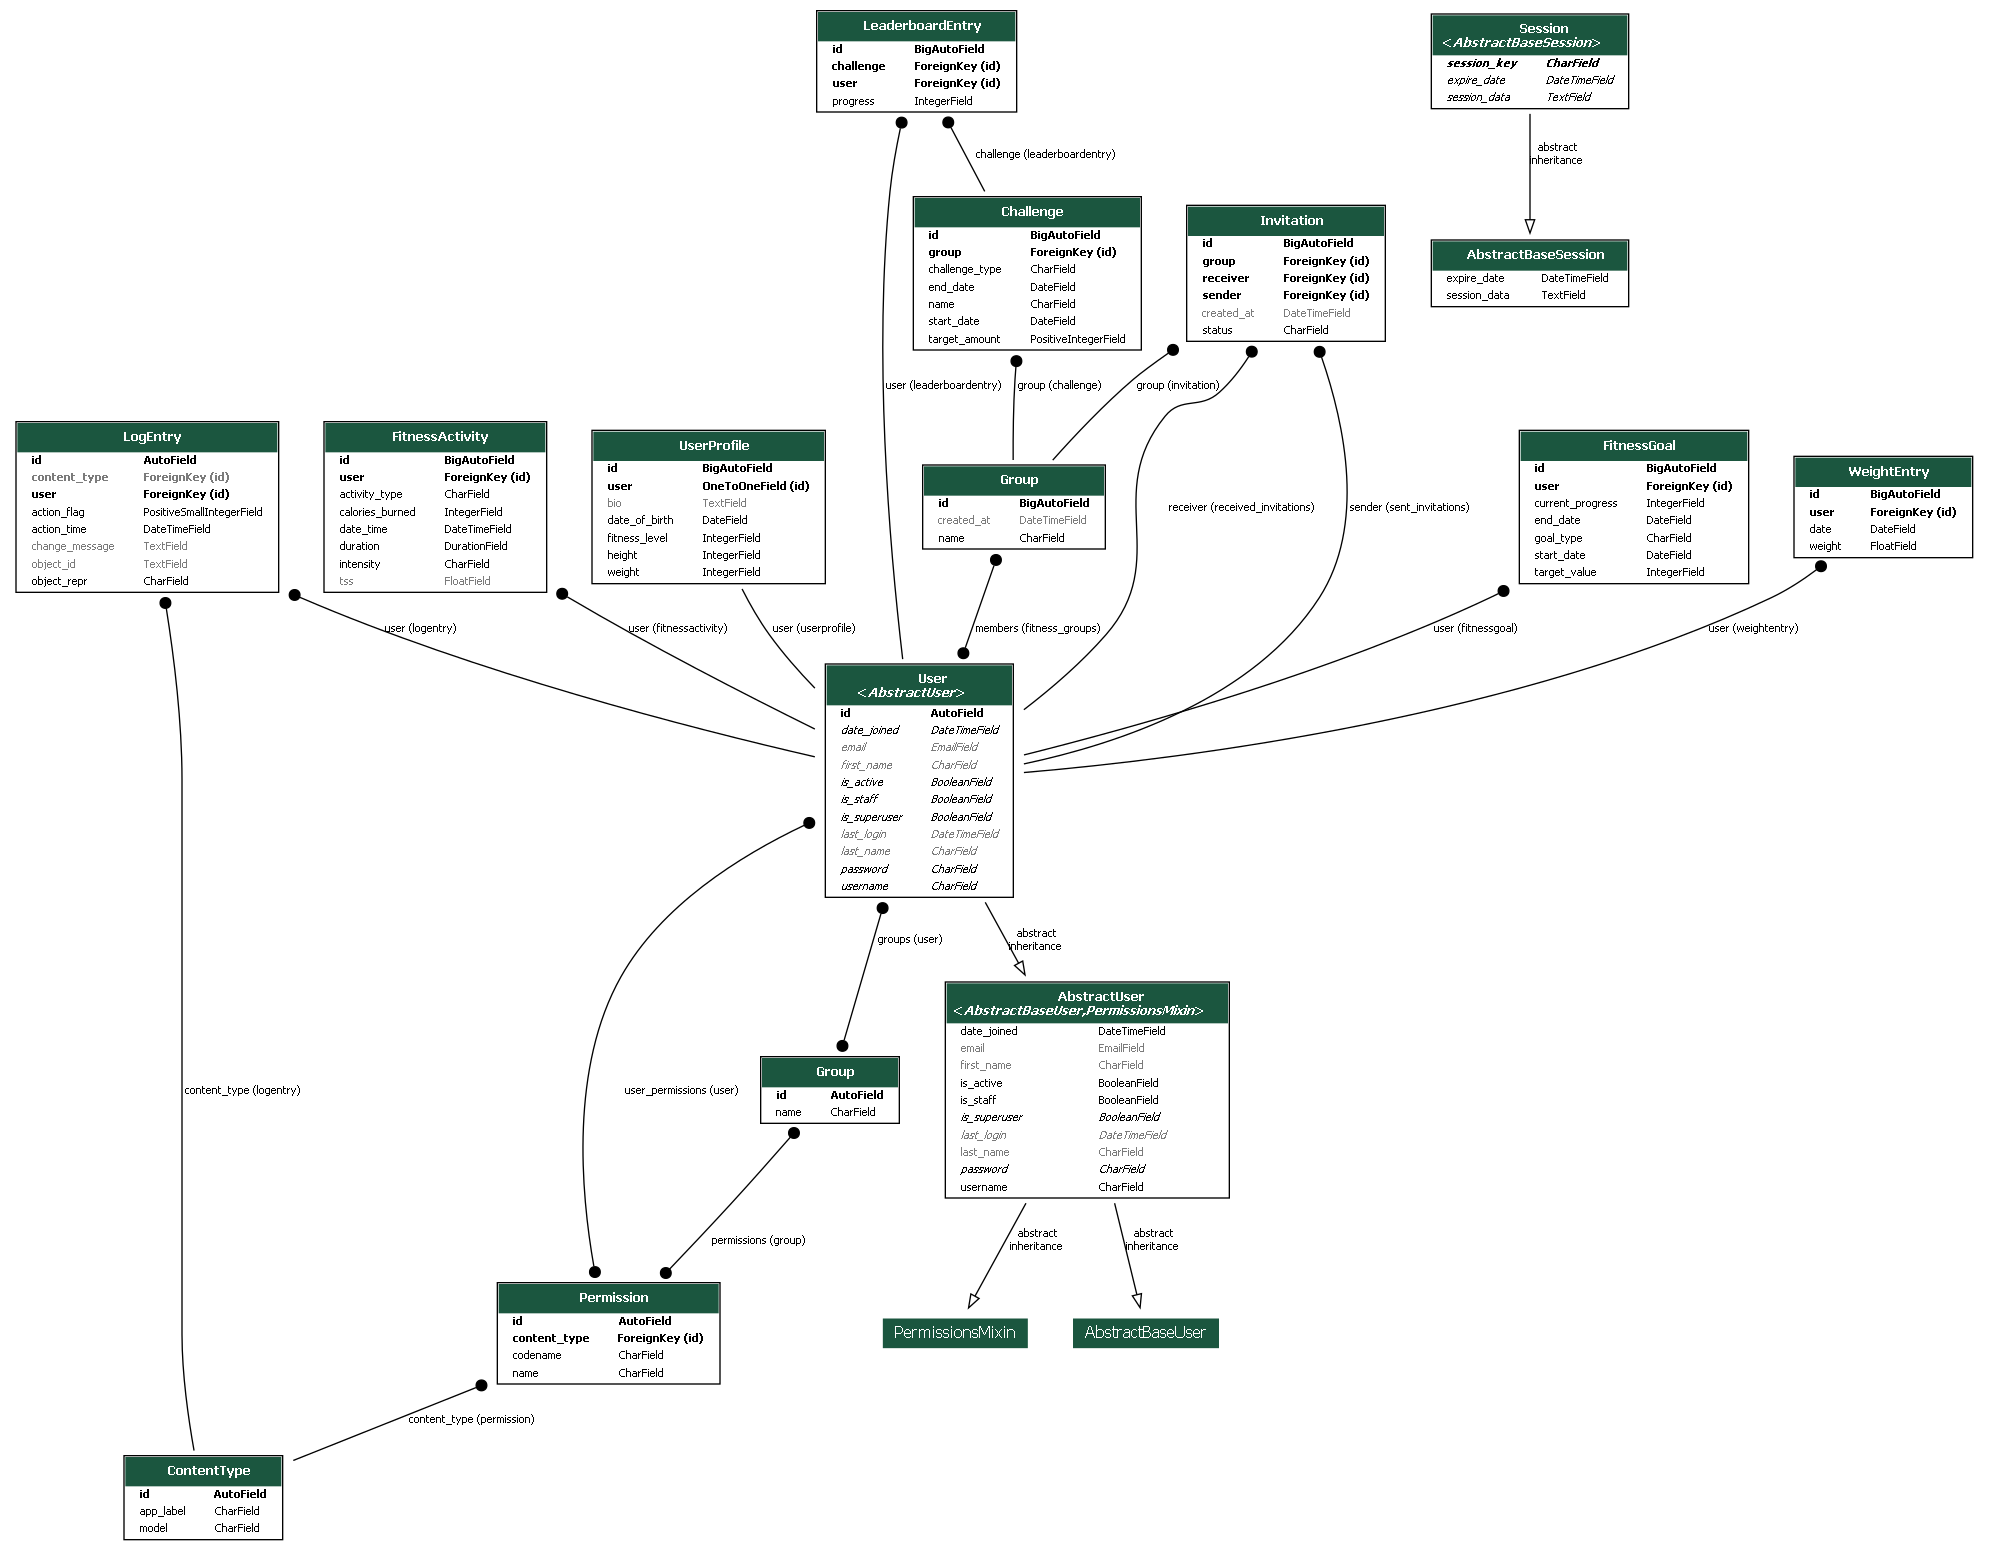 LeaderboardEntry
id BigAutoField
challenge ForeignKey (id)
user ForeignKey (id)
progress IntegerField
Session
<AbstractBaseSession>
session_key CharField
expire_date DateTimeField
session_data TextField
challenge (leaderboardentry)
abstract
inheritance
Challenge
id BigAutoField
group ForeignKey (id)
challenge_type CharField
end_date DateField
name CharField
start_date DateField
target_amount PositiveIntegerField
Invitation
id BigAutoField
group ForeignKey (id)
receiver ForeignKey (id)
sender ForeignKey (id)
created_at DateTimeField
status CharField
AbstractBaseSession
expire_date DateTimeField
session_data TextField
user (leaderboardentry)
group (challenge)
group (invitation)
LogEntry
id AutoField
content_type ForeignKey (id)
user ForeignKey (id)
action_flag PositiveSmallIntegerField
action_time DateTimeField
change_message TextField
object_id TextField
object_repr CharField
FitnessActivity
id BigAutoField
user ForeignKey (id)
activity_type CharField
calories_burned IntegerField
date_time DateTimeField
duration DurationField
intensity CharField
tss FloatField
UserProfile
id BigAutoField
user OneToOneField (id)
bio TextField
date_of_birth DateField
fitness_level IntegerField
height IntegerField
weight IntegerField
Group
id BigAutoField
created_at DateTimeField
name CharField
receiver (received_invitations)
sender (sent_invitations)
FitnessGoal
id BigAutoField
user ForeignKey (id)
current_progress IntegerField
end_date DateField
goal_type CharField
start_date DateField
target_value IntegerField
WeightEntry
id BigAutoField
user ForeignKey (id)
date DateField
weight FloatField
user (logentry)
user (fitnessactivity)
user (userprofile)
members (fitness_groups)
user (fitnessgoal)
user (weightentry)
User
<AbstractUser>
id AutoField
date_joined DateTimeField
email EmailField
first_name CharField
is_active BooleanField
is_staff BooleanField
is_superuser BooleanField
last_login DateTimeField
last_name CharField
password CharField
username CharField
groups (user)
abstract
inheritance
AbstractUser
<AbstractBaseUser,PermissionsMixin>
date_joined DateTimeField
email EmailField
first_name CharField
is_active BooleanField
is_staff BooleanField
is_superuser BooleanField
last_login DateTimeField
last_name CharField
password CharField
username CharField
content_type (logentry)
user_permissions (user)
Group
id AutoField
name CharField
permissions (group)
abstract
inheritance
abstract
inheritance
Permission
id AutoField
content_type ForeignKey (id)
codename CharField
name CharField
PermissionsMixin
AbstractBaseUser
content_type (permission)
ContentType
id AutoField
app_label CharField
model CharField